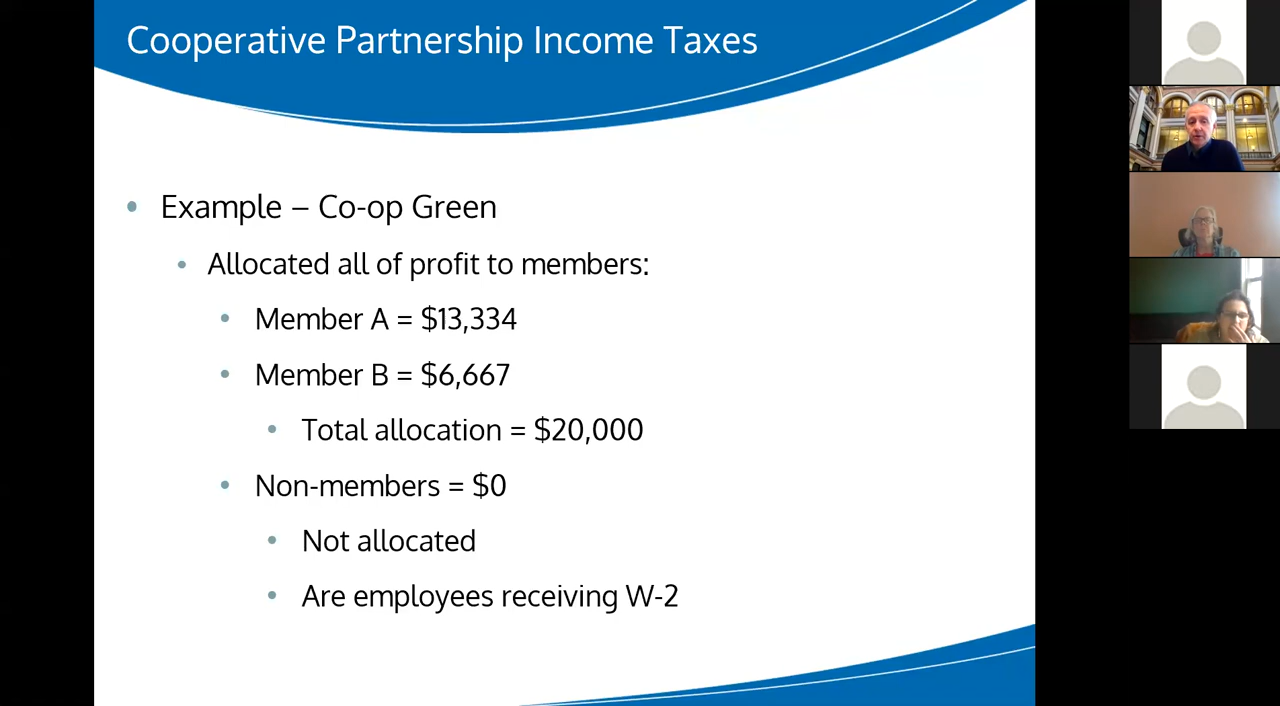 Cooperative Partnership Income Taxes
Example – Co-op Green
Allocated all of profit to members:
Member A = $13,334
Member B = $6,667
Total allocation = $20,000
Non-members = $0
Not allocated
Are employees receiving W-2